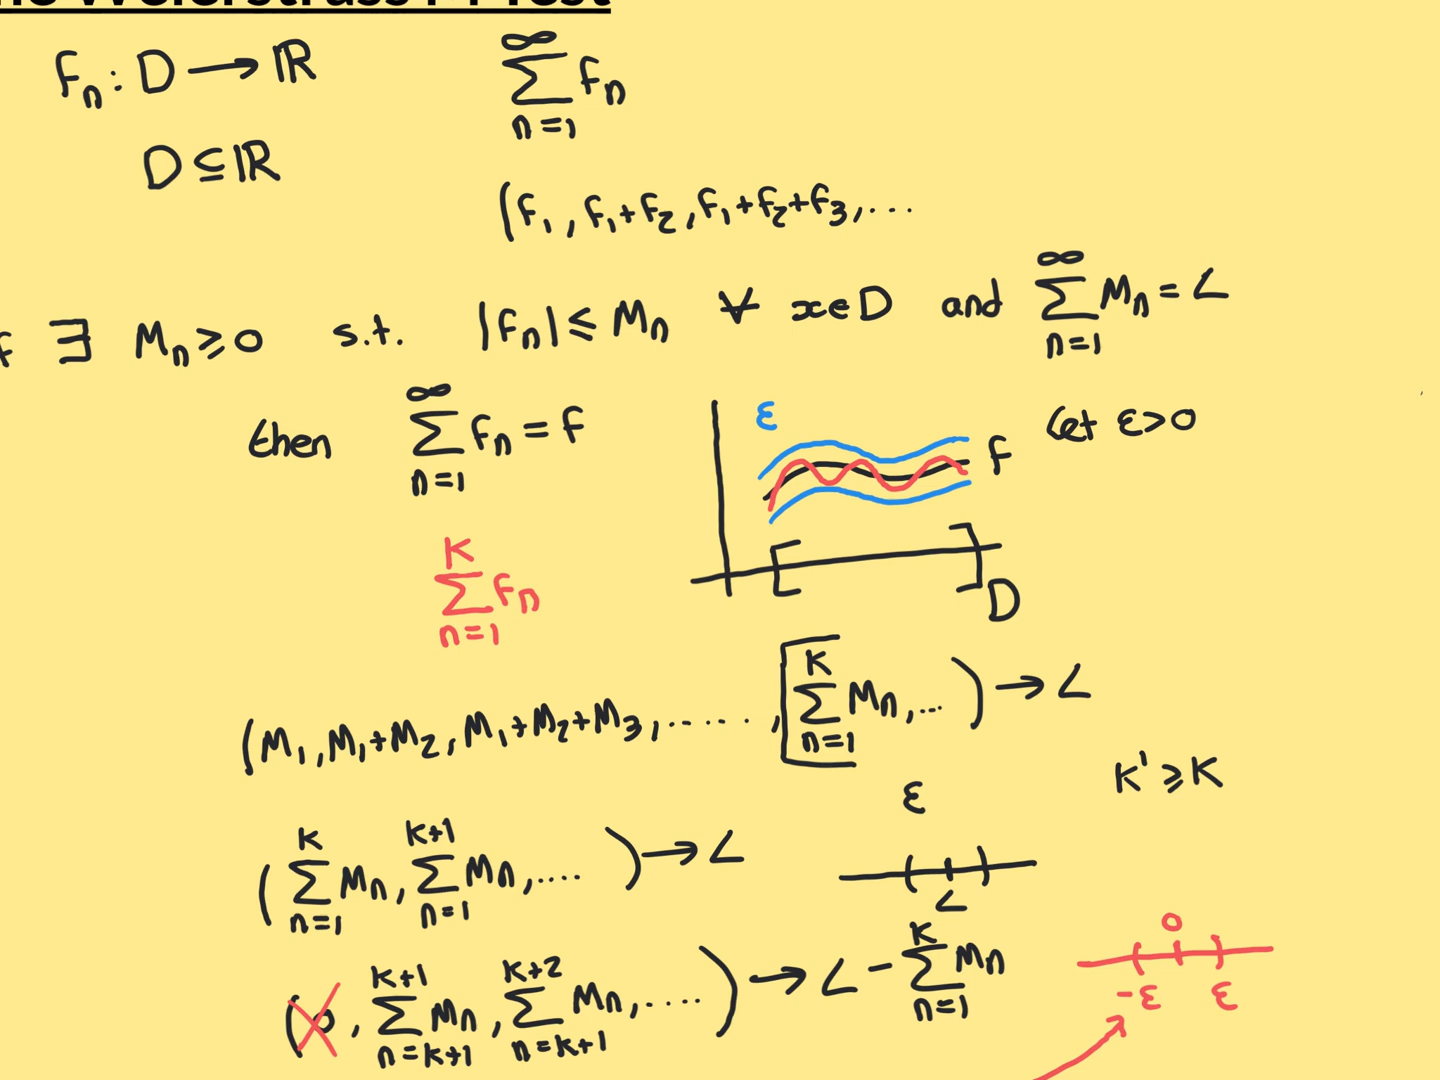 Weierstrass M Test
Fₙ : D → ℝ
∞ ∑ n=1 Fₙ
D ⊆ ℝ
(F₁, F₁+F₂, F₁+F₂+F₃, ...
∃ Mₙ ≥ 0 s.t. |Fₙ| ≤ Mₙ ∀ x∈D and ∞ ∑ n=1 Mₙ = L
then ∞ ∑ n=1 Fₙ = F
ε
F
Let ε>0
K ∑ n=1 Fₙ
D
(M₁, M₁+M₂, M₁+M₂+M₃, ....., [K ∑ n=1 Mₙ, ...) → L
K' ≥ K
ε
(K ∑ n=1 Mₙ, K+1 ∑ n=1 Mₙ, ....) → L
L
(0, K+1 ∑ n=K+1 Mₙ, K+2 ∑ n=K+1 Mₙ, ....) → L - K ∑ n=1 Mₙ
0
-ε ε